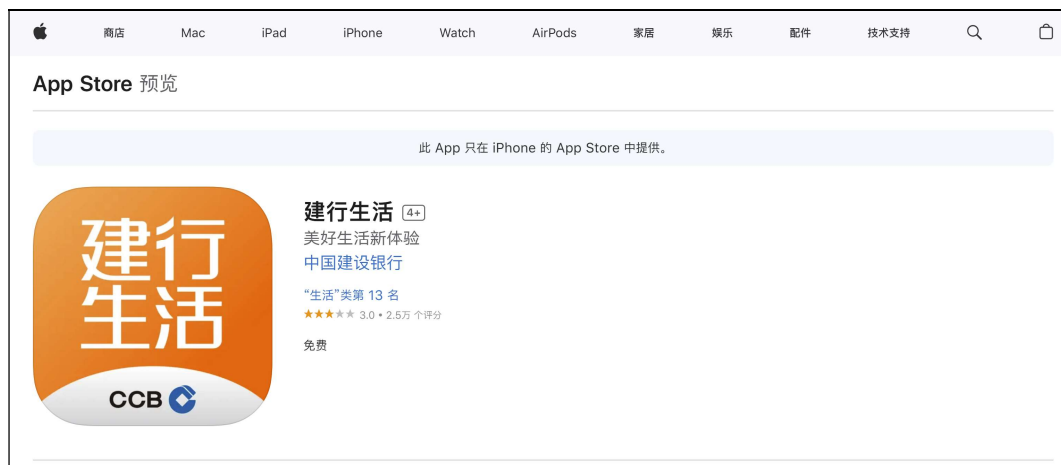 商店 Mac iPad iPhone Watch AirPods 家居 娱乐 配件 技术支持
App Store 预览
此 App 只在 iPhone 的 App Store 中提供。
建行
生活
CCB
建行生活 4+
美好生活新体验
中国建设银行
“生活”类第 13 名
★★★★★ 3.0 • 2.5万 个评分
免费